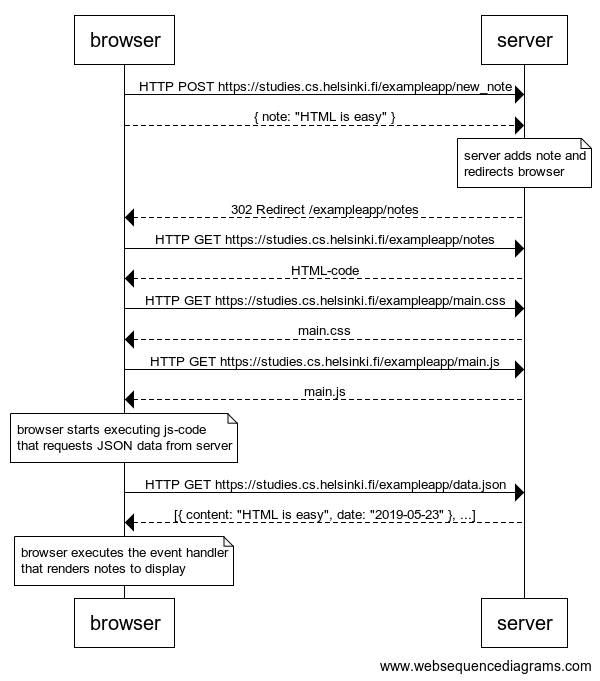 browser
server
HTTP POST https://studies.cs.helsinki.fi/exampleapp/new_note
{ note: "HTML is easy" }
server adds note and
redirects browser
302 Redirect /exampleapp/notes
HTTP GET https://studies.cs.helsinki.fi/exampleapp/notes
HTML-code
HTTP GET https://studies.cs.helsinki.fi/exampleapp/main.css
main.css
HTTP GET https://studies.cs.helsinki.fi/exampleapp/main.js
main.js
browser starts executing js-code
that requests JSON data from server
HTTP GET https://studies.cs.helsinki.fi/exampleapp/data.json
[{ content: "HTML is easy", date: "2019-05-23" }, ...]
browser executes the event handler
that renders notes to display
browser
server
www.websequencediagrams.com